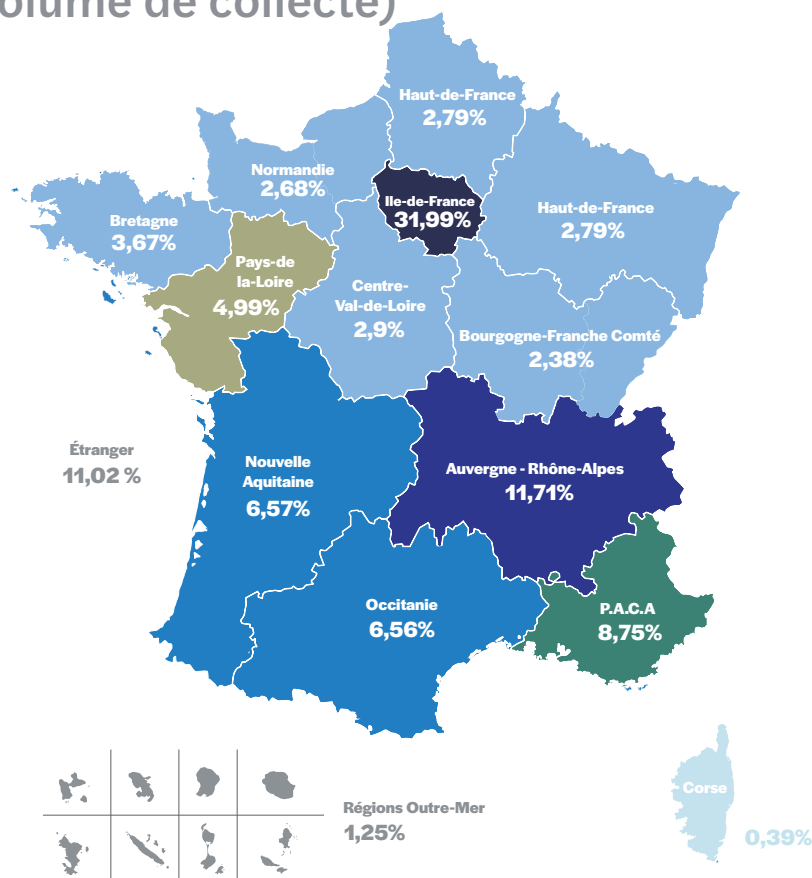 olume de collecte)
Haut-de-France
2,79%
Normandie
2,68%
Ile-de-France
31,99%
Haut-de-France
2,79%
Bretagne
3,67%
Pays-de
la-Loire
4,99%
Centre-
Val-de-Loire
2,9%
Bourgogne-Franche Comté
2,38%
Étranger
11,02 %
Nouvelle
Aquitaine
6,57%
Auvergne - Rhône-Alpes
11,71%
Occitanie
6,56%
P.A.C.A
8,75%
Régions Outre-Mer
1,25%
Corse
0,39%